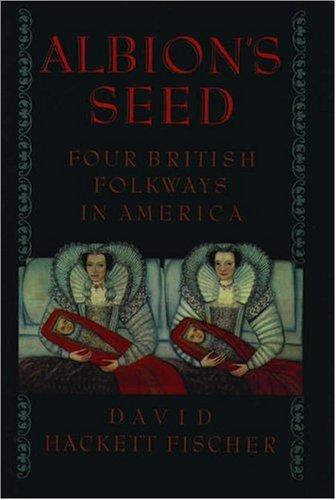 ALBION'S
SEED
FOUR BRITISH
FOLKWAYS
IN AMERICA
DAVID
HACKETT FISCHER